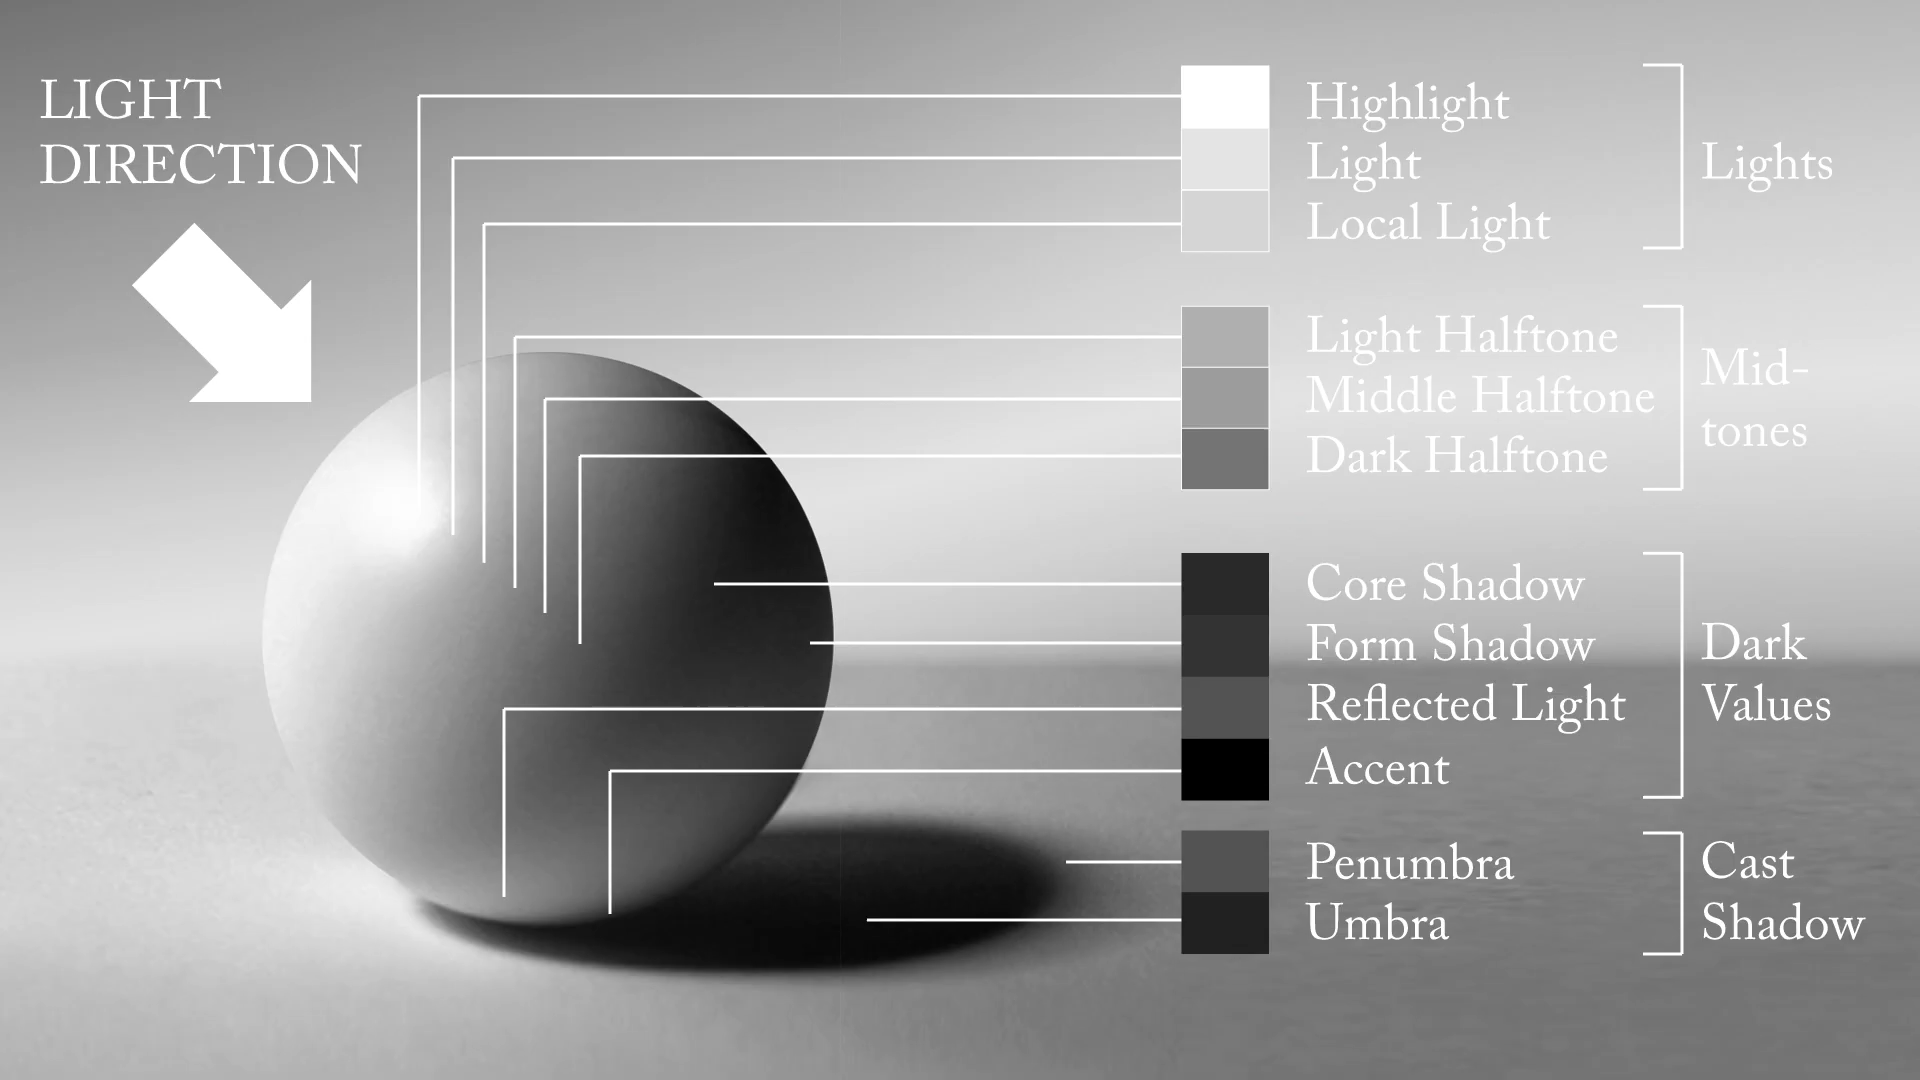 LIGHT
DIRECTION
Highlight
Light
Local Light
Lights
Light Halftone
Middle Halftone
Dark Halftone
Mid-
tones
Core Shadow
Form Shadow
Reflected Light
Accent
Dark
Values
Penumbra
Umbra
Cast
Shadow